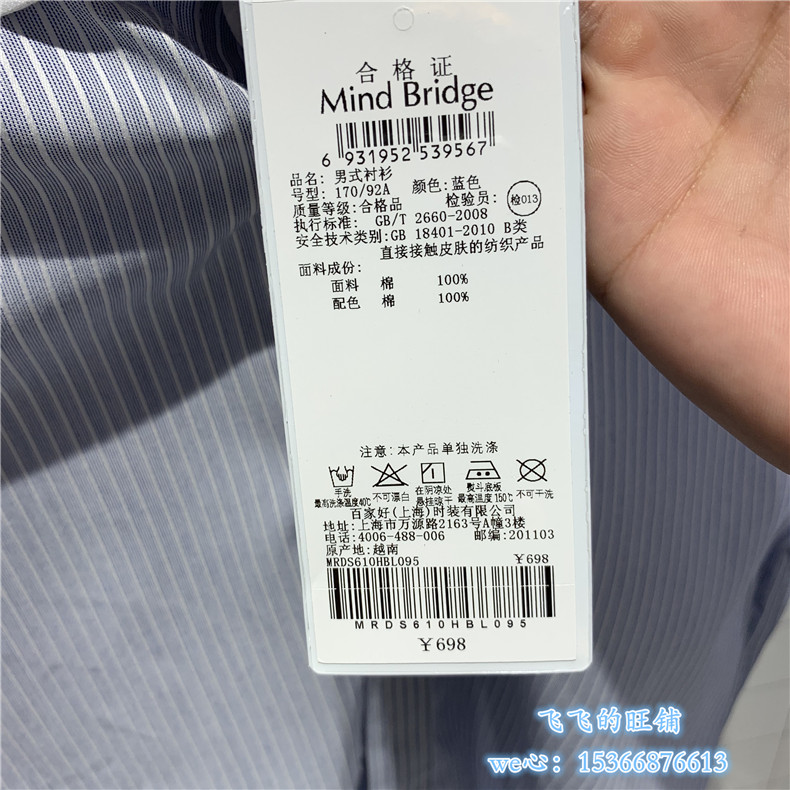 合格证
Mind Bridge
6 931952 539567
品名: 男式衬衫
号型: 170/92A 颜色:蓝色
质量等级:合格品 检验员: 检013
执行标准: GB/T 2660-2008
安全技术类别:GB 18401-2010 B类
直接接触皮肤的纺织产品
面料成份:
面料 棉 100%
配色 棉 100%
注意:本产品单独洗涤
手洗 最高洗涤温度40℃
不可漂白
在阴凉处 悬挂晾干
熨斗底板 最高温度150℃
不可干洗
百家好(上海)时装有限公司
地址:上海市万源路2163号A幢3楼
电话:4006-488-006 邮编:201103
原产地:越南
MRDS610HBL095 ¥698
MRDS610HBL095
¥698
飞飞的旺铺
we心: 15366876613